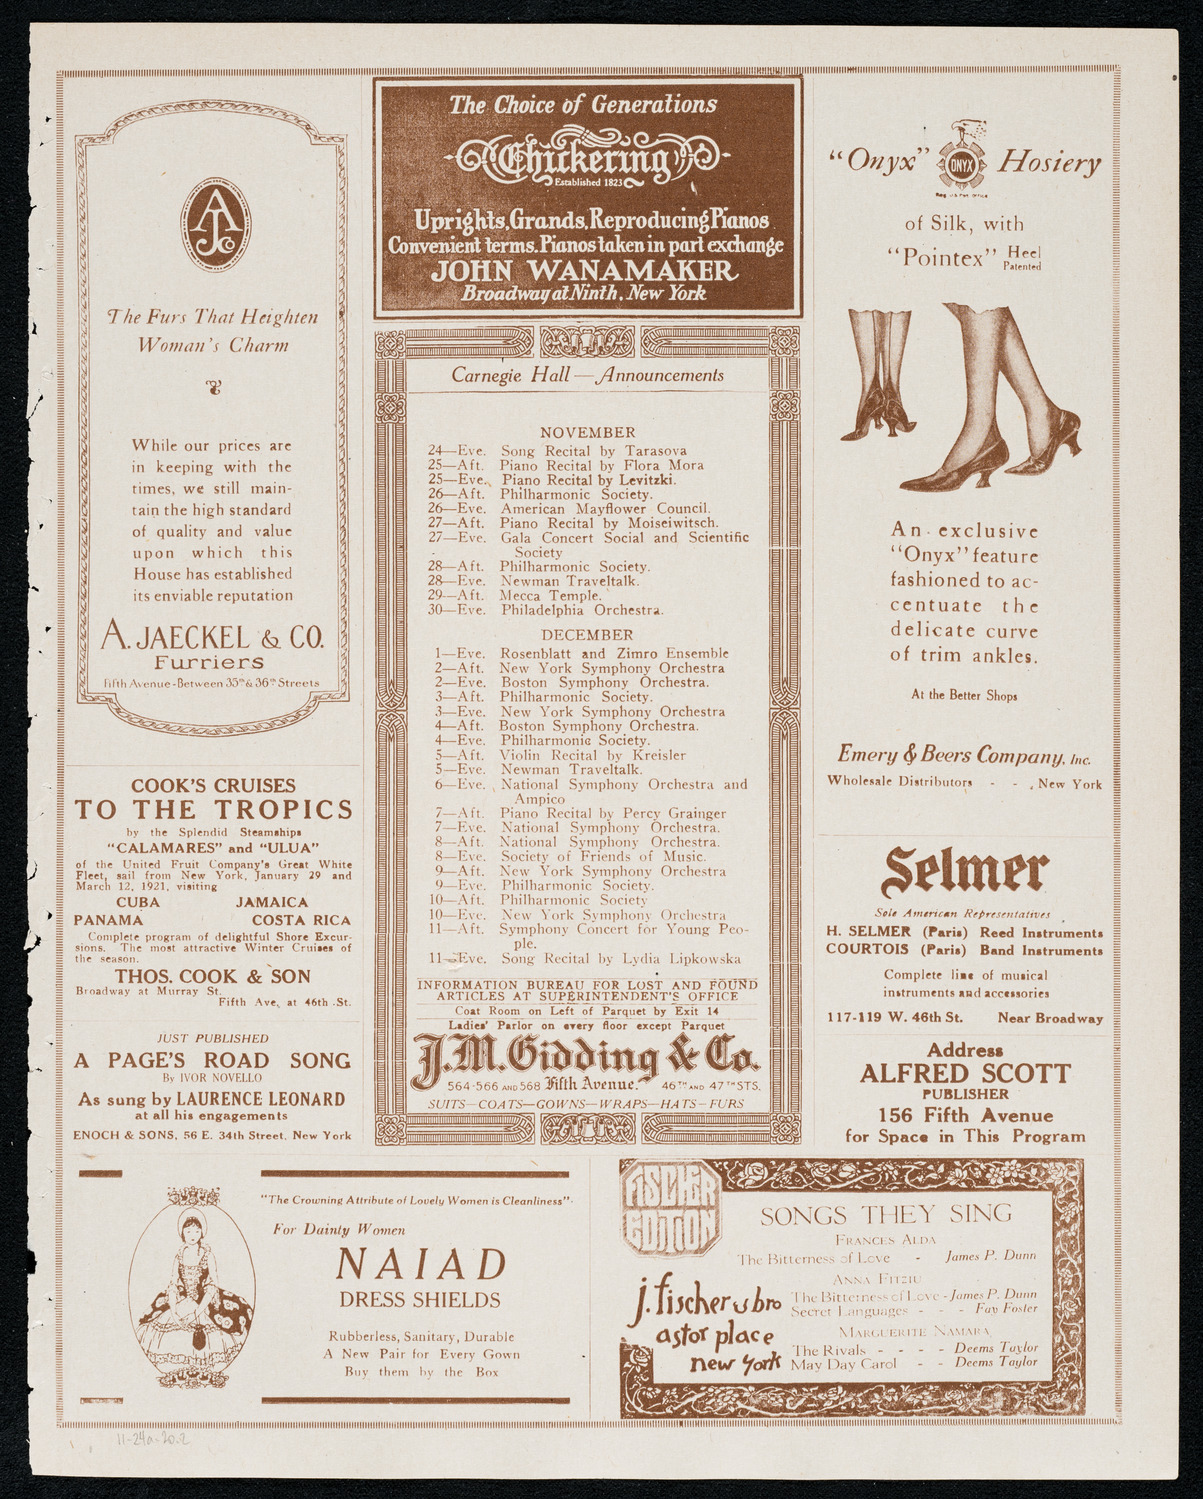 AJCo
The Furs That Heighten
Woman's Charm
While our prices are
in keeping with the
times, we still main-
tain the high standard
of quality and value
upon which this
House has established
its enviable reputation
A. JAECKEL & CO.
Furriers
Fifth Avenue-Between 35th & 36th Streets
COOK'S CRUISES
TO THE TROPICS
by the Splendid Steamships
"CALAMARES" and "ULUA"
of the United Fruit Company's Great White
Fleet, sail from New York, January 29 and
March 12, 1921, visiting
CUBA JAMAICA
PANAMA COSTA RICA
Complete program of delightful Shore Excur-
sions. The most attractive Winter Cruises of
the season.
THOS. COOK & SON
Broadway at Murray St.
Fifth Ave. at 46th St.
JUST PUBLISHED
A PAGE'S ROAD SONG
By IVOR NOVELLO
As sung by LAURENCE LEONARD
at all his engagements
ENOCH & SONS, 56 E. 34th Street, New York
The Choice of Generations
Chickering
Established 1823
Uprights, Grands, Reproducing Pianos
Convenient terms. Pianos taken in part exchange
JOHN WANAMAKER
Broadway at Ninth, New York
Carnegie Hall—Announcements
NOVEMBER
24—Eve. Song Recital by Tarasova
25—Aft. Piano Recital by Flora Mora
25—Eve. Piano Recital by Levitzki.
26—Aft. Philharmonic Society.
26—Eve. American Mayflower Council.
27—Aft. Piano Recital by Moiseiwitsch.
27—Eve. Gala Concert Social and Scientific
Society
28—Aft. Philharmonic Society.
28—Eve. Newman Traveltalk.
29—Aft. Mecca Temple.
30—Eve. Philadelphia Orchestra.
DECEMBER
1—Eve. Rosenblatt and Zimro Ensemble
2—Aft. New York Symphony Orchestra
2—Eve. Boston Symphony Orchestra.
3—Aft. Philharmonic Society.
3—Eve. New York Symphony Orchestra
4—Aft. Boston Symphony Orchestra.
4—Eve. Philharmonic Society.
5—Aft. Violin Recital by Kreisler
5—Eve. Newman Traveltalk.
6—Eve. National Symphony Orchestra and
Ampico
7—Aft. Piano Recital by Percy Grainger
7—Eve. National Symphony Orchestra.
8—Aft. National Symphony Orchestra.
8—Eve. Society of Friends of Music.
9—Aft. New York Symphony Orchestra
9—Eve. Philharmonic Society.
10—Aft. Philharmonic Society
10—Eve. New York Symphony Orchestra
11—Aft. Symphony Concert for Young Peo-
ple.
11—Eve. Song Recital by Lydia Lipkowska
INFORMATION BUREAU FOR LOST AND FOUND
ARTICLES AT SUPERINTENDENT'S OFFICE
Coat Room on Left of Parquet by Exit 14
Ladies' Parlor on every floor except Parquet
J.M. Gidding & Co.
564-566 AND 568 Fifth Avenue. 46TH AND 47TH STS.
SUITS—COATS—GOWNS—WRAPS—HATS—FURS
"Onyx" ONYX Hosiery
Reg. U.S. Pat. Office
of Silk, with
"Pointex" Heel
Patented
An exclusive
"Onyx" feature
fashioned to ac-
centuate the
delicate curve
of trim ankles.
At the Better Shops
Emery & Beers Company, Inc.
Wholesale Distributors - - New York
Selmer
Sole American Representatives
H. SELMER (Paris) Reed Instruments
COURTOIS (Paris) Band Instruments
Complete line of musical
instruments and accessories
117-119 W. 46th St. Near Broadway
Address
ALFRED SCOTT
PUBLISHER
156 Fifth Avenue
for Space in This Program
"The Crowning Attribute of Lovely Women is Cleanliness"
For Dainty Women
NAIAD
DRESS SHIELDS
Rubberless, Sanitary, Durable
A New Pair for Every Gown
Buy them by the Box
FISCHER
EDITION
j. fischer & bro
astor place
new york
SONGS THEY SING
FRANCES ALDA
The Bitterness of Love - James P. Dunn
ANNA FITZIU
The Bitterness of Love - James P. Dunn
Secret Languages - - - Fay Foster
MARGUERITE NAMARA
The Rivals - - - - Deems Taylor
May Day Carol - - Deems Taylor
11-24a-20-2